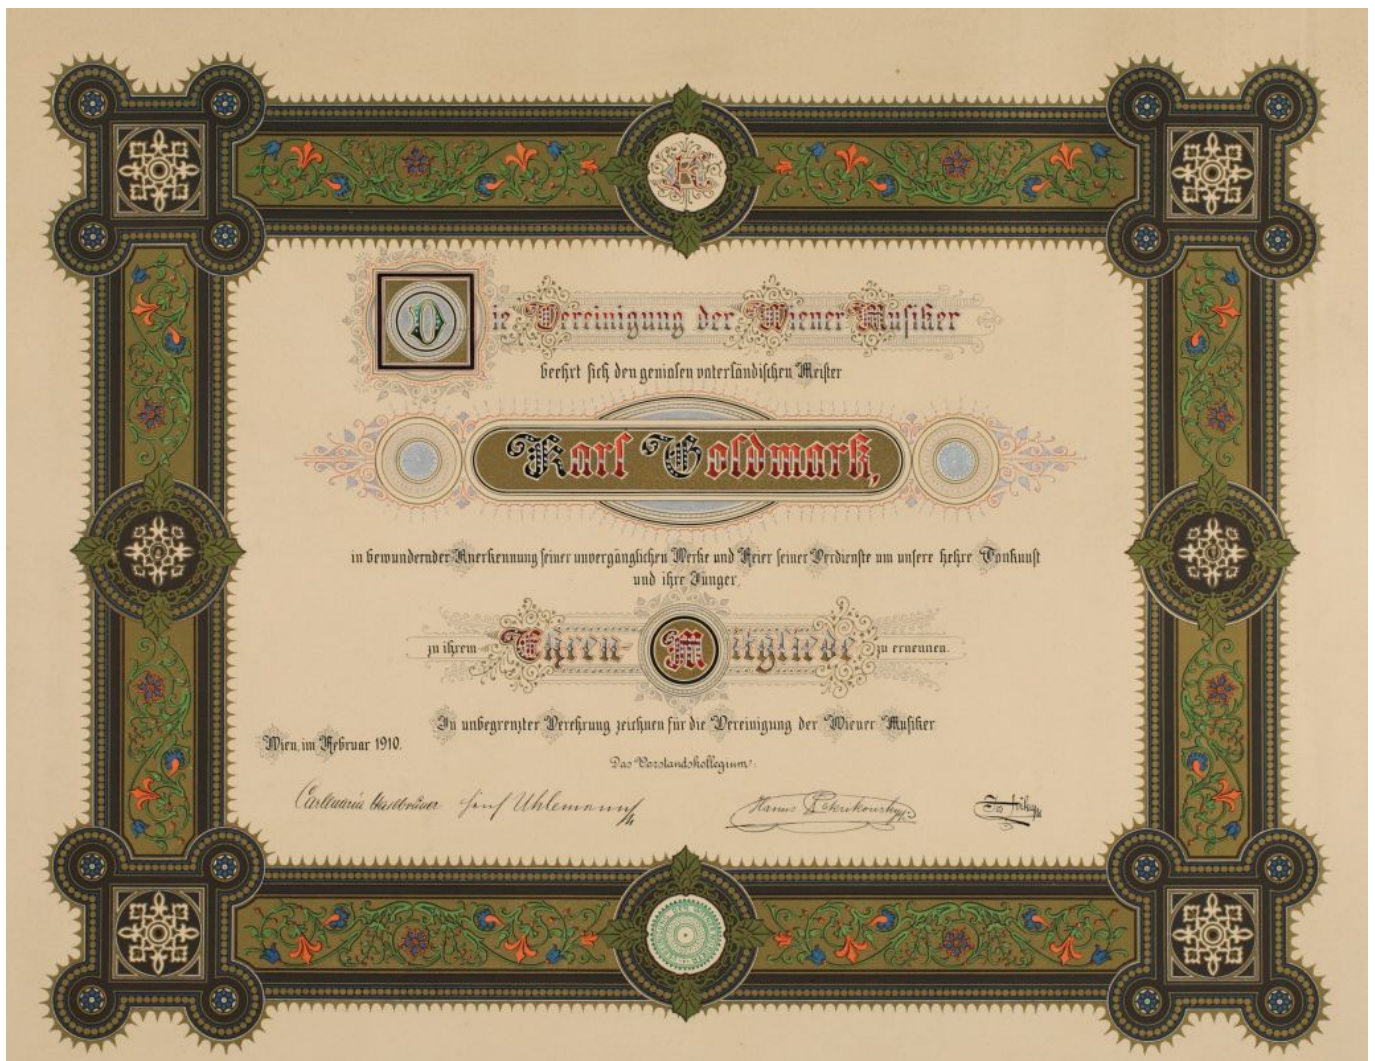 K
Die Vereinigung der Wiener Musiker
beehrt sich den genialen vaterländischen Meister
Karl Goldmark,
in bewundernder Anerkennung seiner unvergänglichen Werke und Feier seiner Verdienste um unsere hehre Tonkunst
und ihre Jünger,
zu ihrem Ehren-Mitgliede zu ernennen.
In unbegrenzter Verehrung zeichnen für die Vereinigung der Wiener Musiker
Wien, im Februar 1910.
Das Vorstandskollegium:
Uhlemann